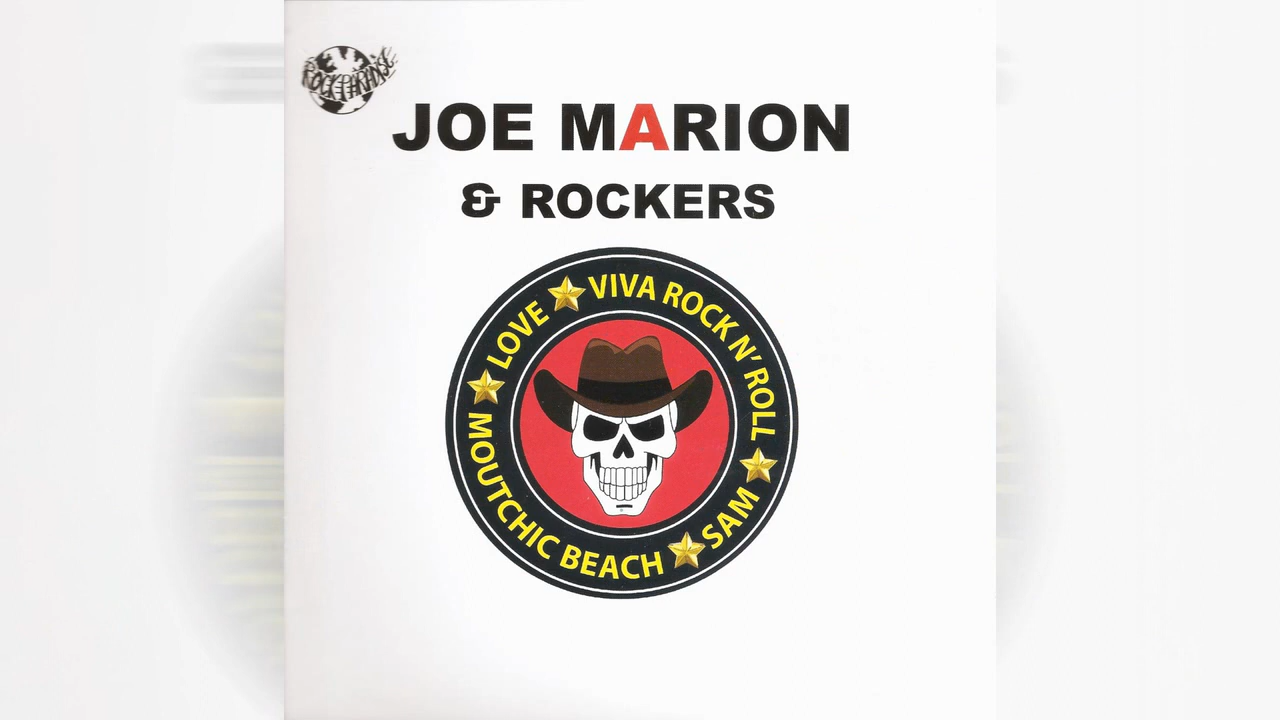 ROCK PARADISE
JOE MARION
& ROCKERS
LOVE
VIVA ROCK N' ROLL
SAM
MOUTCHIC BEACH